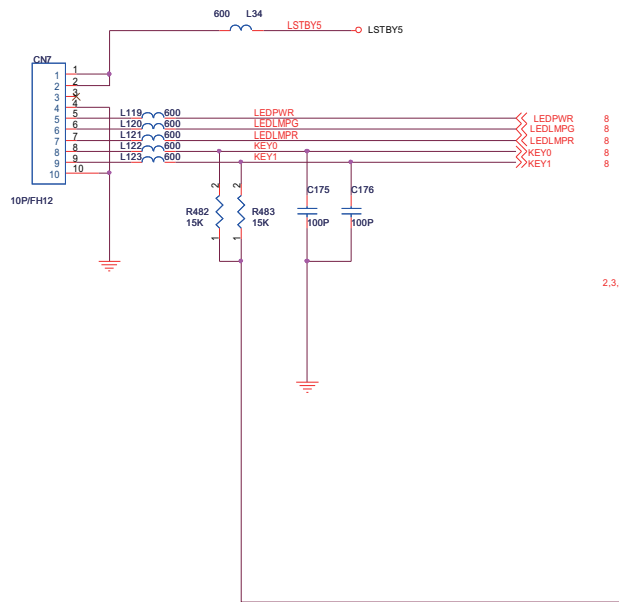 600 L34
LSTBY5
LSTBY5
CN7
1 1
2 2
3 3
4 4
5 5 L119 600 LEDPWR LEDPWR 8
6 6 L120 600 LEDLMPG LEDLMPG 8
7 7 L121 600 LEDLMPR LEDLMPR 8
8 8 L122 600 KEY0 KEY0 8
9 9 L123 600 KEY1 KEY1 8
10 10
10P/FH12
2 2
C175 C176
R482 R483
15K 15K 100P 100P
1 1
2,3,